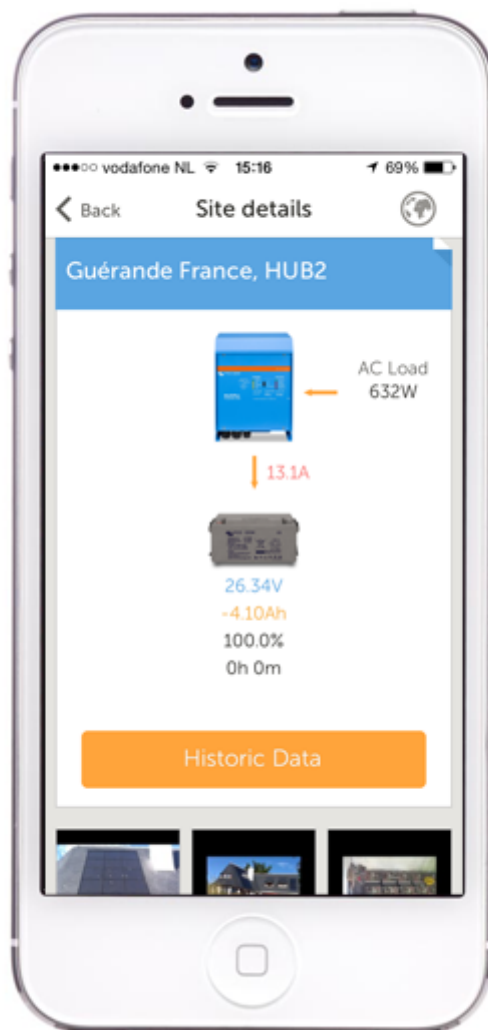 vodafone NL 15:16 69%
Back Site details
Guérande France, HUB2
AC Load
632W
13.1A
26.34V
-4.10Ah
100.0%
0h 0m
Historic Data